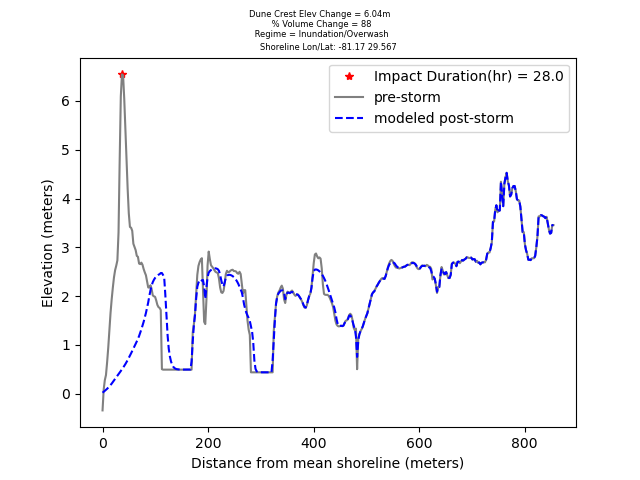 Dune Crest Elev Change = 6.04m
% Volume Change = 88
Regime = Inundation/Overwash
Shoreline Lon/Lat: -81.17 29.567
Impact Duration(hr) = 28.0
pre-storm
modeled post-storm
6
5
4
3
2
1
0
Elevation (meters)
0 200 400 600 800
Distance from mean shoreline (meters)